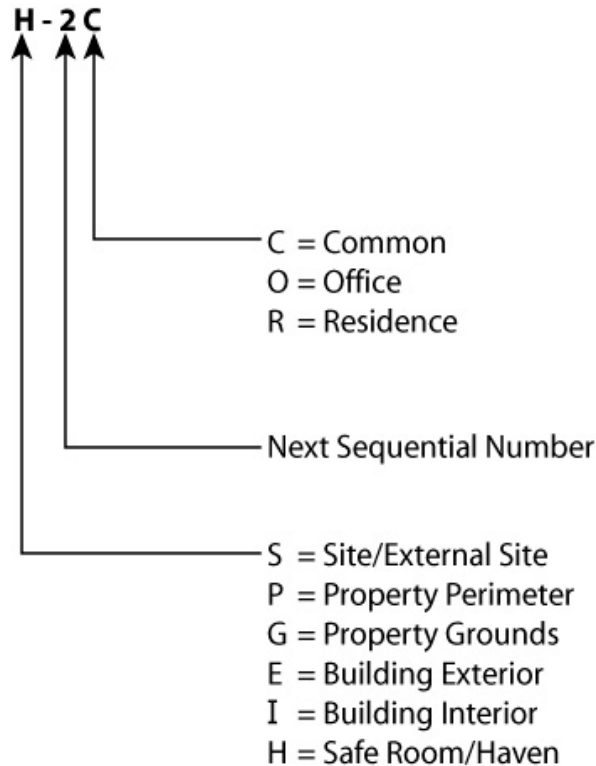 H - 2 C
C = Common
O = Office
R = Residence
Next Sequential Number
S = Site/External Site
P = Property Perimeter
G = Property Grounds
E = Building Exterior
I = Building Interior
H = Safe Room/Haven